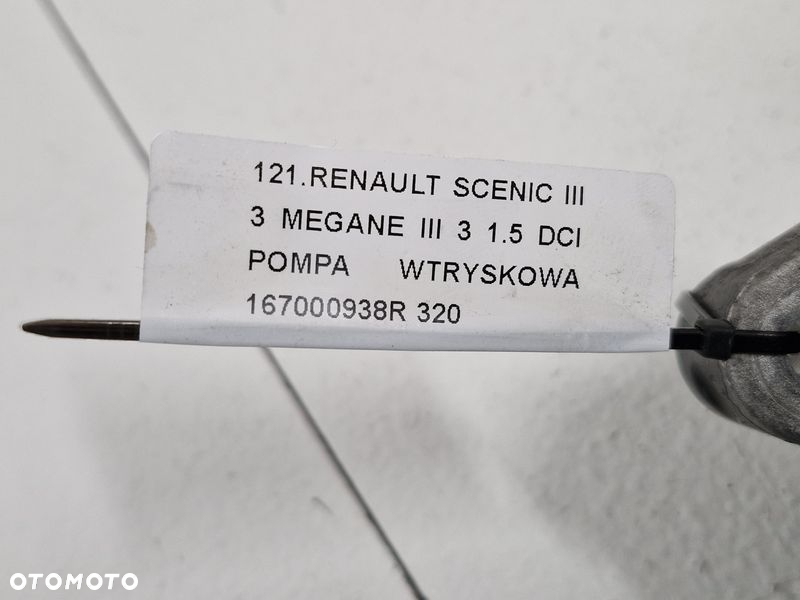 121.RENAULT SCENIC III
3 MEGANE III 3 1.5 DCI
POMPA WTRYSKOWA
167000938R 320
OTOMOTO